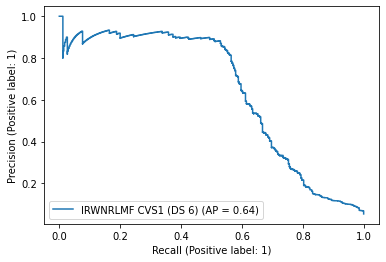 Precision (Positive label: 1)
1.0
0.8
0.6
0.4
0.2
IRWNRLMF CVS1 (DS 6) (AP = 0.64)
0.0 0.2 0.4 0.6 0.8 1.0
Recall (Positive label: 1)